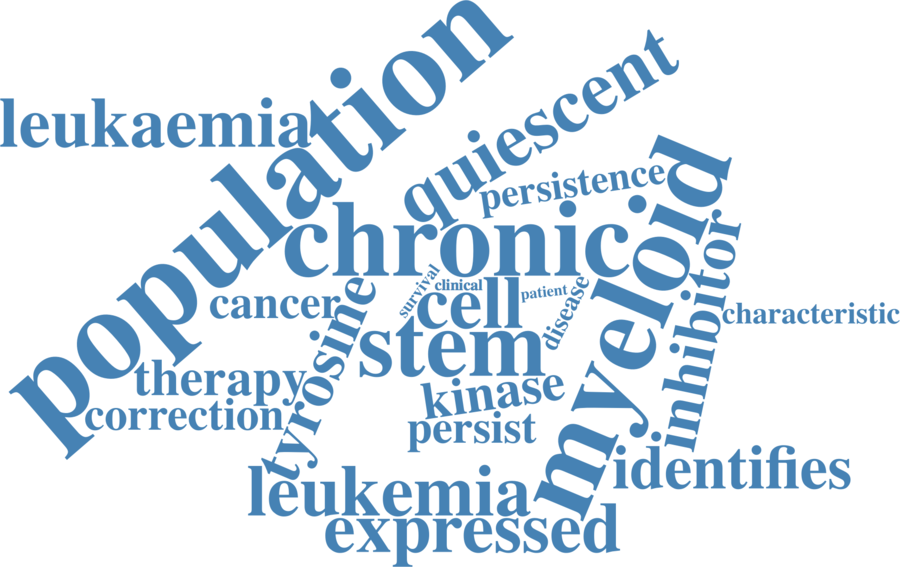 population
quiescent
leukaemia
persistence
chronic
myeloid
inhibitor
survival
clinical
patient
cancer
cell
disease
characteristic
tyrosine
stem
therapy
kinase
correction
persist
identifies
leukemia
expressed